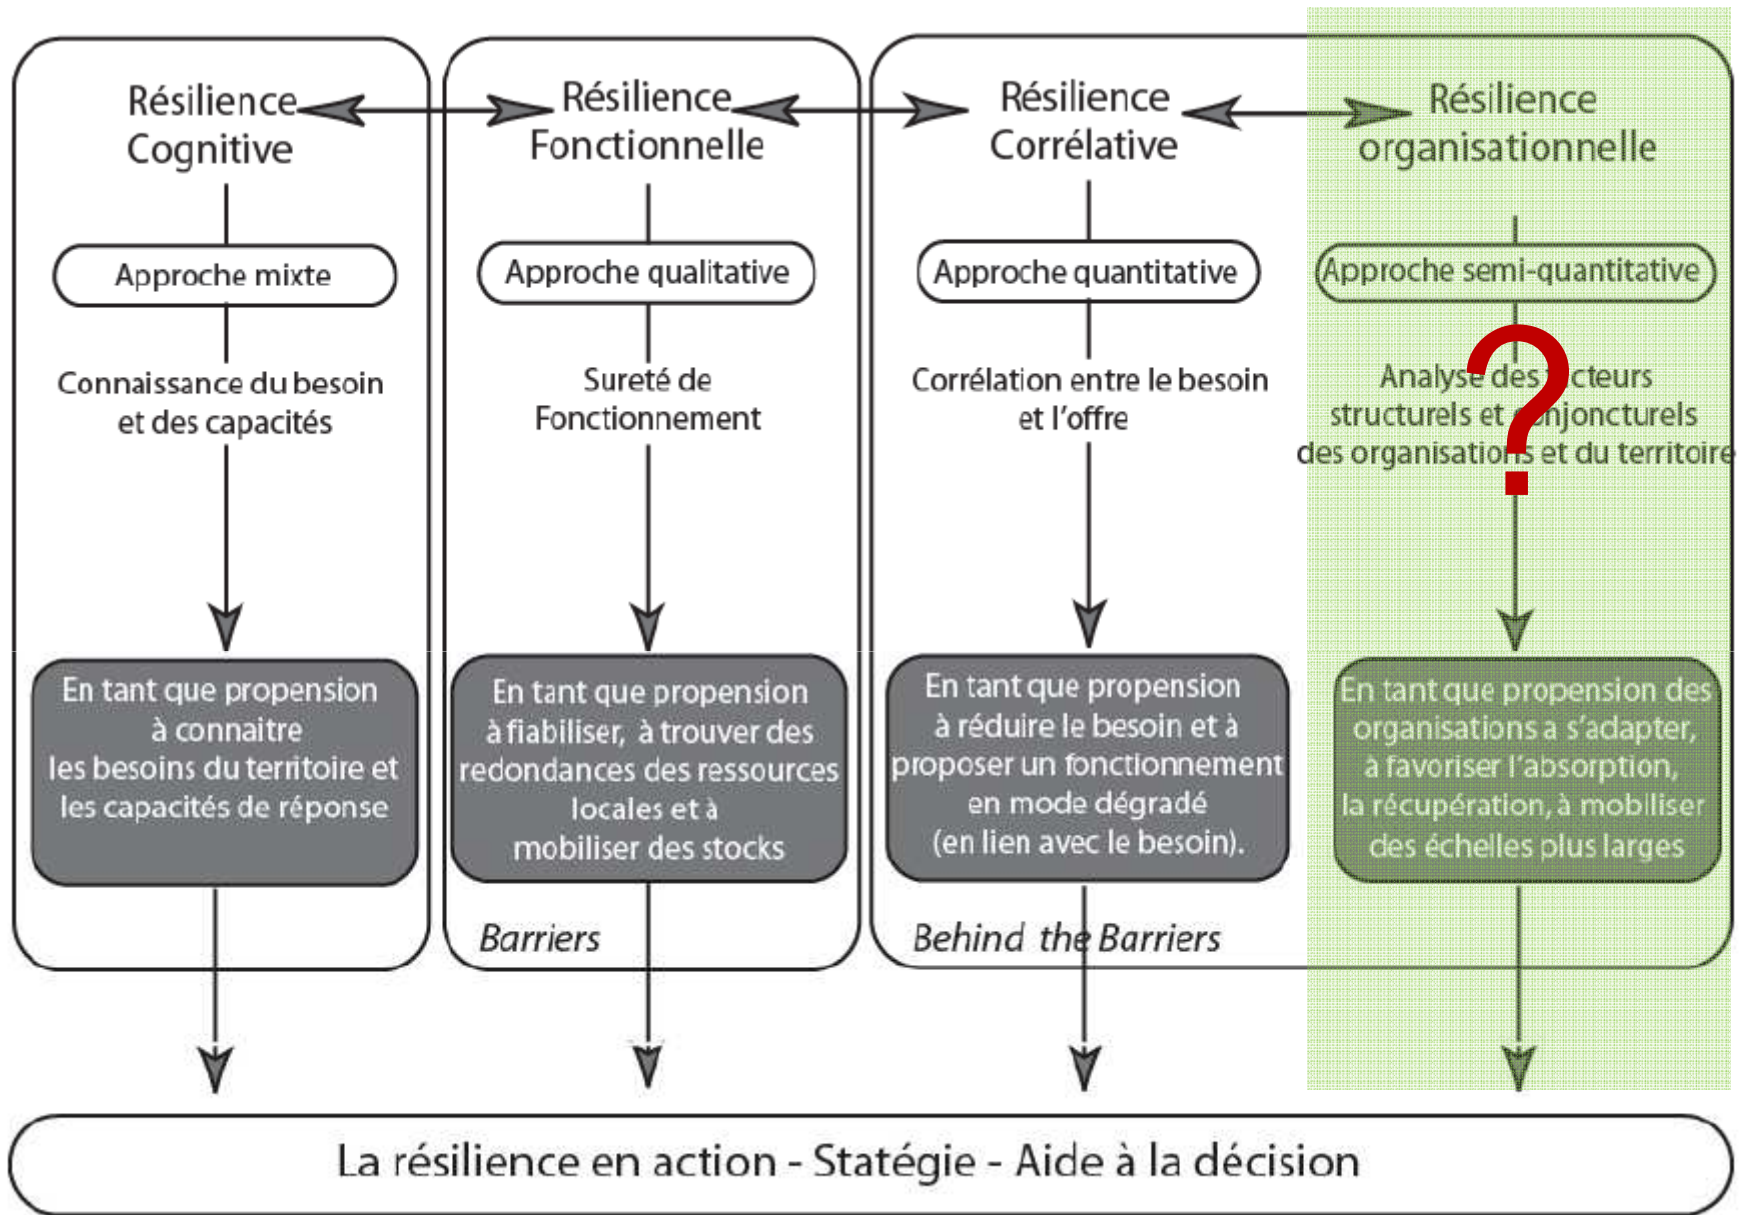 Résilience
Cognitive
Approche mixte
Connaissance du besoin
et des capacités
En tant que propension
à connaitre
les besoins du territoire et
les capacités de réponse
Résilience
Fonctionnelle
Approche qualitative
Sureté de
Fonctionnement
En tant que propension
à fiabiliser, à trouver des
redondances des ressources
locales et à
mobiliser des stocks
Barriers
Résilience
Corrélative
Approche quantitative
Corrélation entre le besoin
et l'offre
En tant que propension
à réduire le besoin et à
proposer un fonctionnement
en mode dégradé
(en lien avec le besoin).
Behind the Barriers
Résilience
organisationnelle
Approche semi-quantitative
?
Analyse des
structurels et
des organisations et du territoire
En tant que propension des
organisations a s'adapter,
à favoriser l'absorption,
la récupération, à mobiliser
des échelles plus larges
La résilience en action - Statégie - Aide à la décision